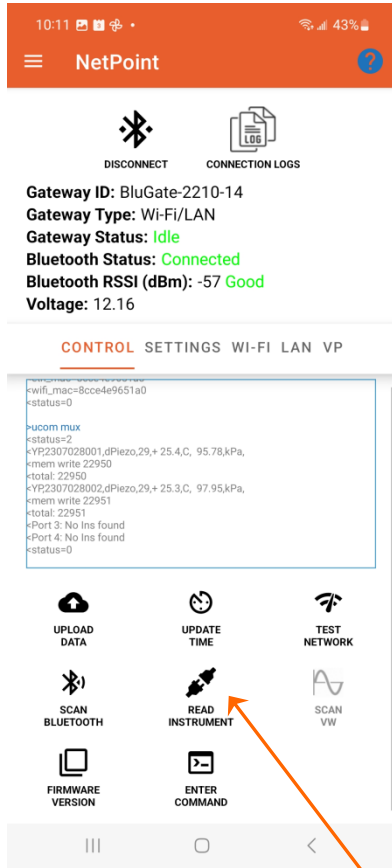 10:11 43%
NetPoint ?
LOG
DISCONNECT CONNECTION LOGS
Gateway ID: BluGate-2210-14
Gateway Type: Wi-Fi/LAN
Gateway Status: Idle
Bluetooth Status: Connected
Bluetooth RSSI (dBm): -57 Good
Voltage: 12.16
CONTROL SETTINGS WI-FI LAN VP
<wifi_mac=8cce4e9651a0
<status=0
>ucom mux
<status=2
<YP,2307028001,dPiezo,29,+ 25.4,C, 95.78,kPa,
<mem write 22950
<total: 22950
<YP,2307028002,dPiezo,29,+ 25.3,C, 97.95,kPa,
<mem write 22951
<total: 22951
<Port 3: No Ins found
<Port 4: No Ins found
<status=0
UPLOAD DATA UPDATE TIME TEST NETWORK
SCAN BLUETOOTH READ INSTRUMENT SCAN VW
FIRMWARE VERSION ENTER COMMAND